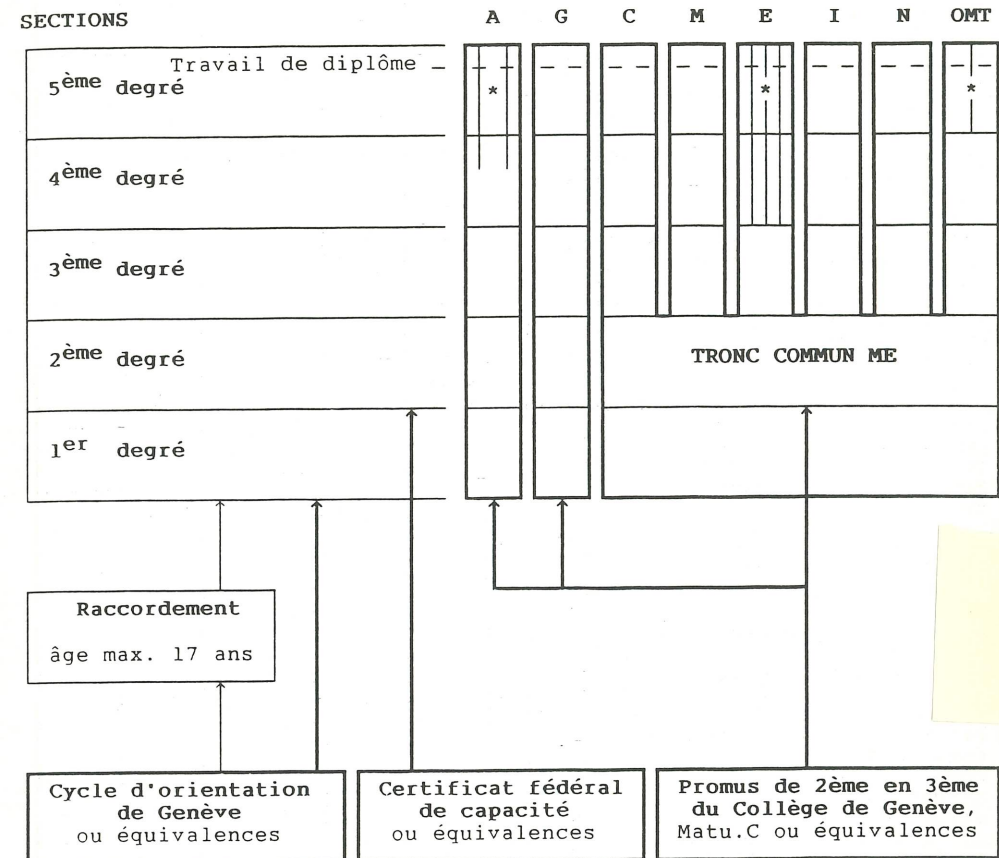 SECTIONS A G C M E I N OMT
Travail de diplôme
5ème degré
* * *
4ème degré
3ème degré
2ème degré
TRONC COMMUN ME
1er degré
Raccordement
âge max. 17 ans
Cycle d'orientation
de Genève
ou équivalences
Certificat fédéral
de capacité
ou équivalences
Promus de 2ème en 3ème
du Collège de Genève,
Matu.C ou équivalences